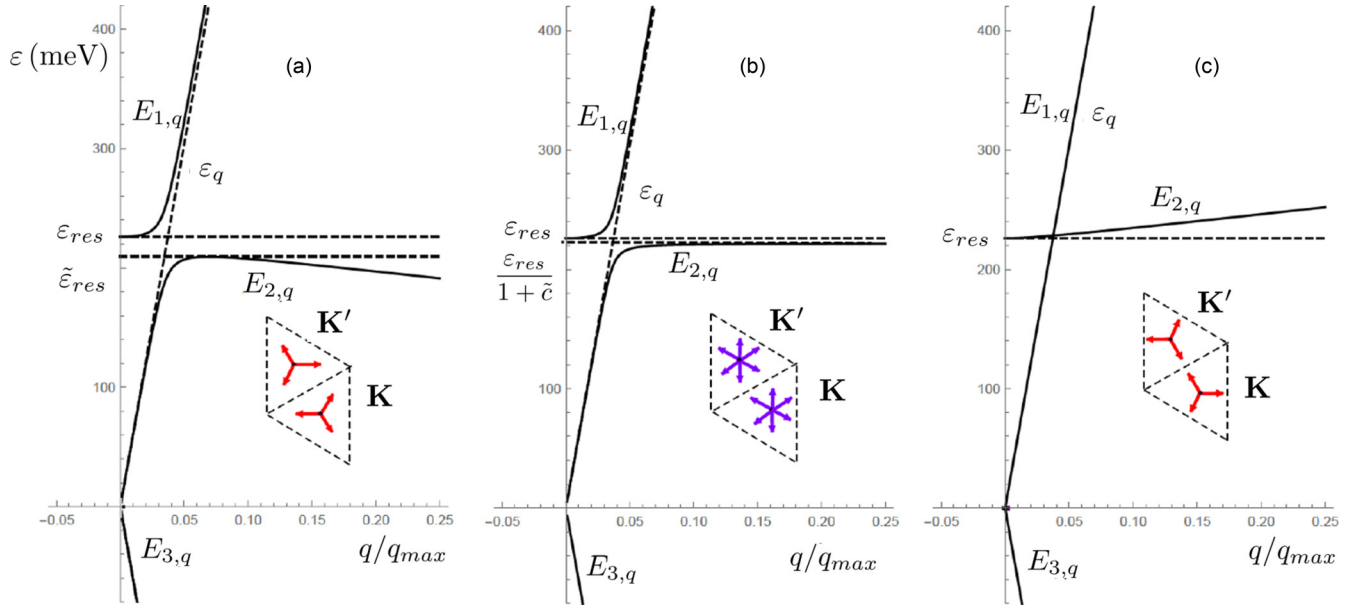 400
ε (meV)
(a)
E1,q
300
εq
εres
ε̃res
E2,q
K′
100
K
−0.05
0.05
0.10
0.15
0.20
0.25
q/qmax
E3,q
400
(b)
E1,q
300
εq
εres
εres
1 + c̃
E2,q
K′
100
K
−0.05
0.05
0.10
0.15
0.20
0.25
q/qmax
E3,q
400
(c)
E1,q
εq
300
E2,q
εres
200
K′
100
K
−0.05
0.05
0.10
0.15
0.20
0.25
q/qmax
E3,q